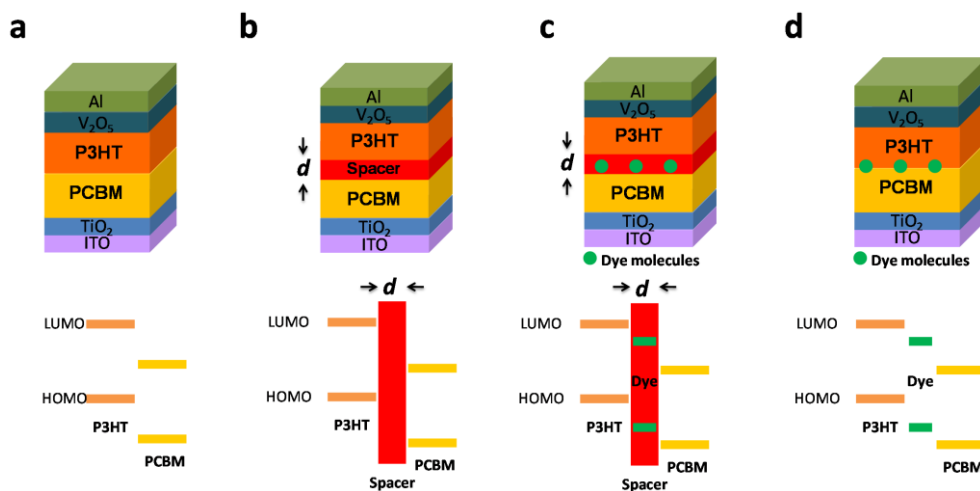 a
Al
V₂O₅
P3HT
PCBM
TiO₂
ITO
LUMO
HOMO
P3HT
PCBM
b
Al
V₂O₅
P3HT
d
Spacer
PCBM
TiO₂
ITO
d
LUMO
HOMO
P3HT
PCBM
Spacer
c
Al
V₂O₅
P3HT
d
PCBM
TiO₂
ITO
Dye molecules
d
LUMO
Dye
HOMO
P3HT
PCBM
Spacer
d
Al
V₂O₅
P3HT
PCBM
TiO₂
ITO
Dye molecules
LUMO
Dye
HOMO
P3HT
PCBM